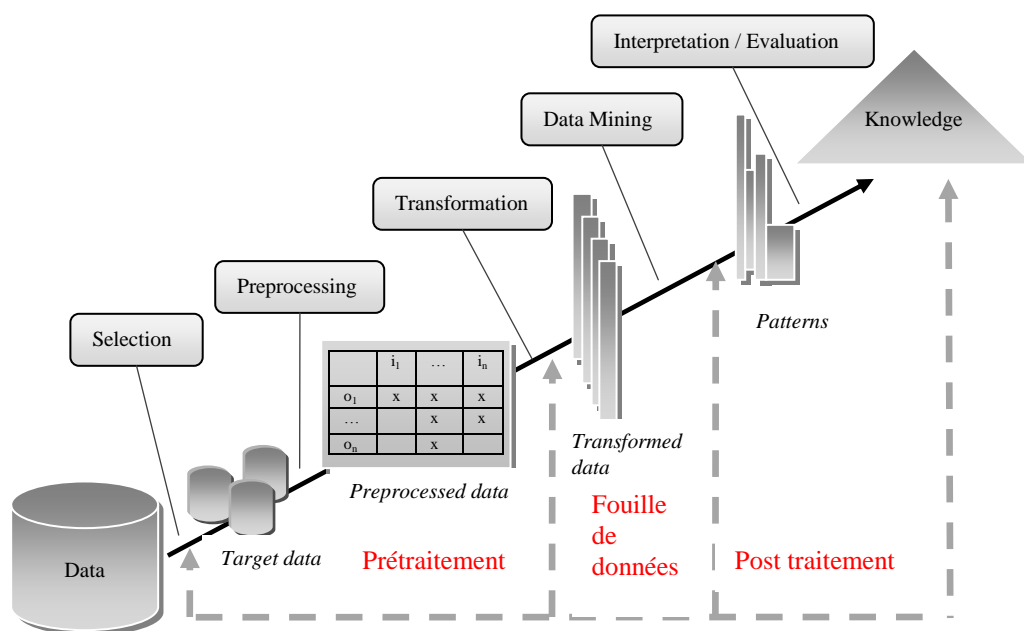 Interpretation / Evaluation
Knowledge
Data Mining
Transformation
Preprocessing
Selection
i1 … in
o1 x x x
… x x
on x
Patterns
Transformed
data
Preprocessed data
Target data
Data
Prétraitement
Fouille
de
données
Post traitement